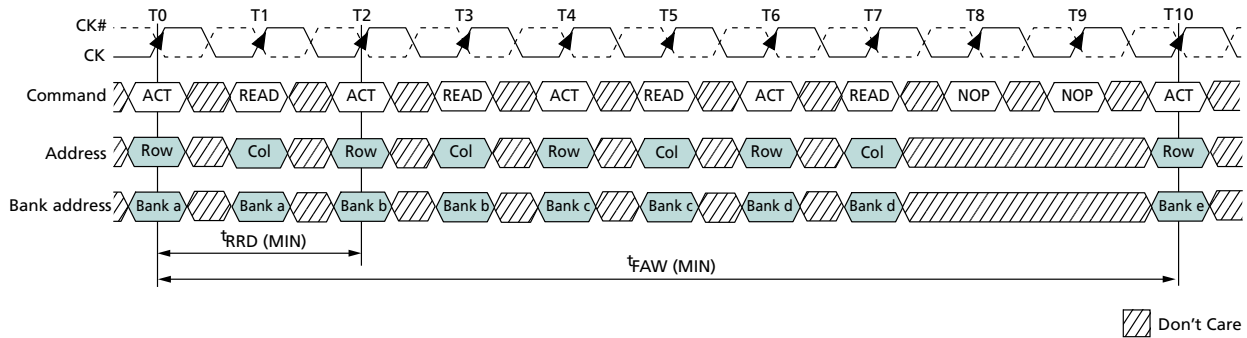 T0 T1 T2 T3 T4 T5 T6 T7 T8 T9 T10
CK#
CK
Command ACT READ ACT READ ACT READ ACT READ NOP NOP ACT
Address Row Col Row Col Row Col Row Col Row
Bank address Bank a Bank a Bank b Bank b Bank c Bank c Bank d Bank d Bank e
tRRD (MIN)
tFAW (MIN)
Don't Care